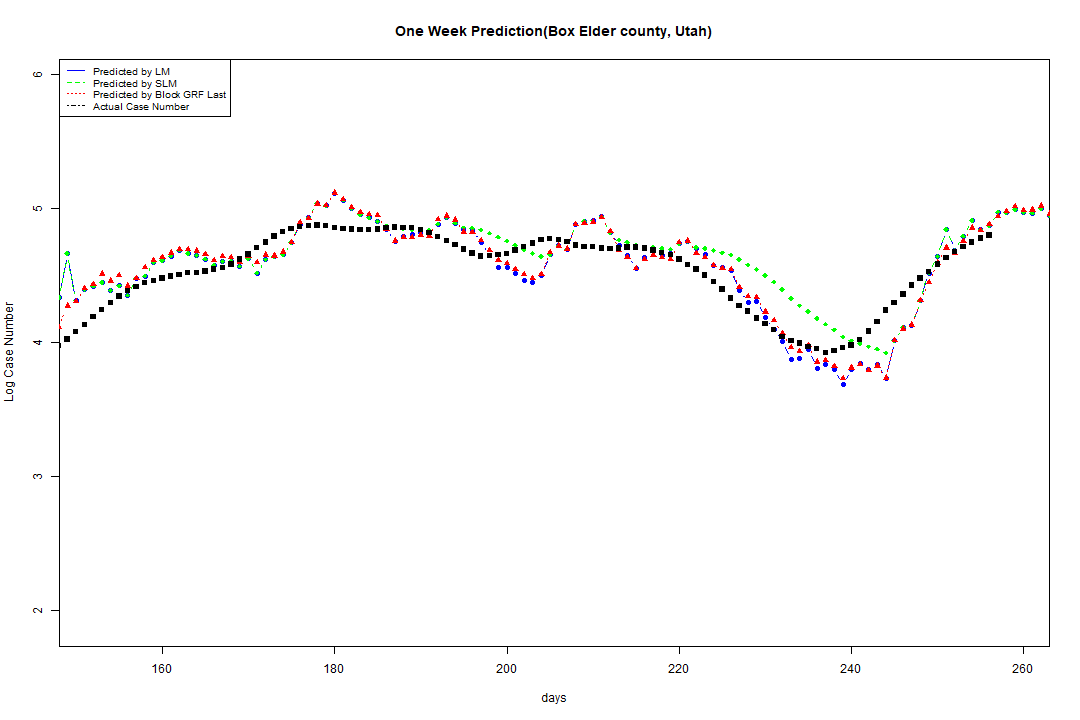 One Week Prediction(Box Elder county, Utah)
Predicted by LM
Predicted by SLM
Predicted by Block GRF Last
Actual Case Number
6
5
4
3
2
Log Case Number
160 180 200 220 240 260
days